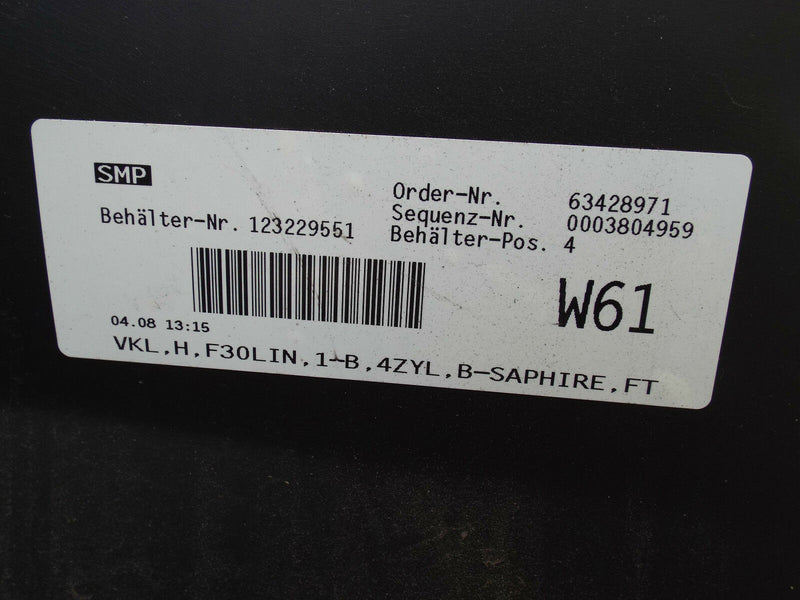 SMP
Behälter-Nr. 123229551
Order-Nr. 63428971
Sequenz-Nr. 0003804959
Behälter-Pos. 4
W61
04.08 13:15
VKL,H,F30LIN,1-B,4ZYL,B-SAPHIRE,FT